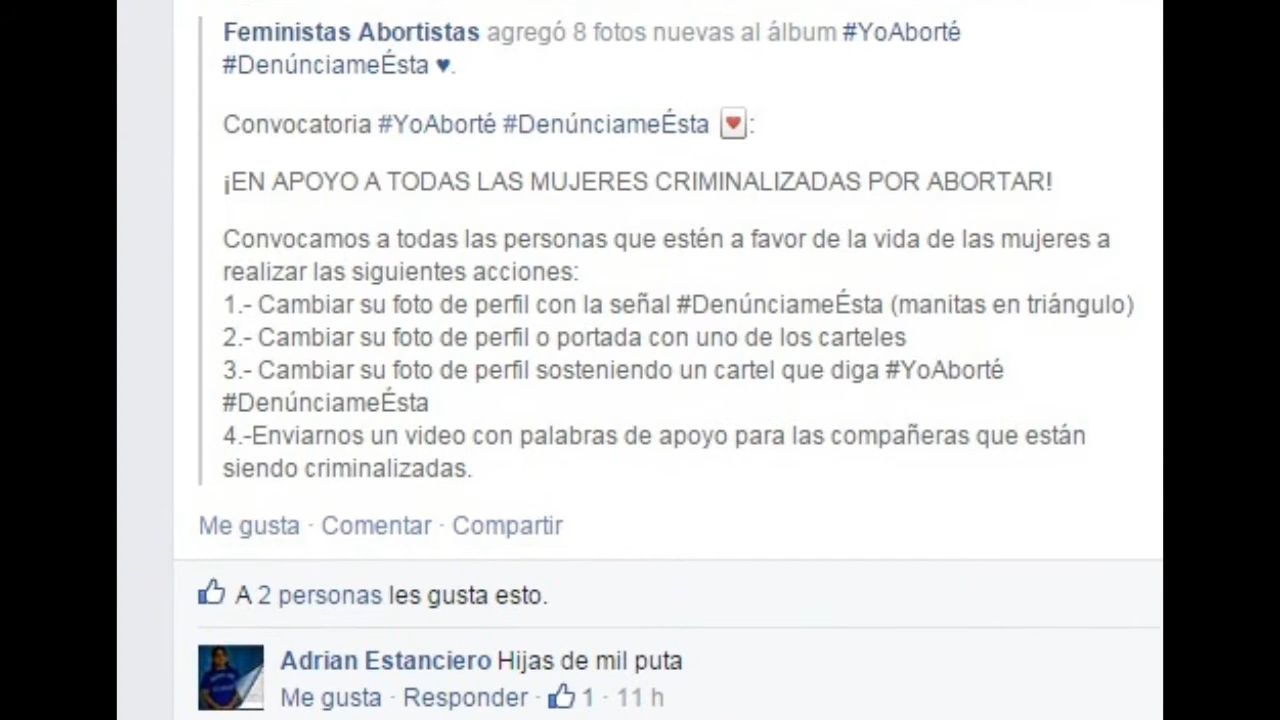 Feministas Abortistas agregó 8 fotos nuevas al álbum #YoAborté
#DenúnciameÉsta ♥.
Convocatoria #YoAborté #DenúnciameÉsta ♥:
¡EN APOYO A TODAS LAS MUJERES CRIMINALIZADAS POR ABORTAR!
Convocamos a todas las personas que estén a favor de la vida de las mujeres a
realizar las siguientes acciones:
1.- Cambiar su foto de perfil con la señal #DenúnciameÉsta (manitas en triángulo)
2.- Cambiar su foto de perfil o portada con uno de los carteles
3.- Cambiar su foto de perfil sosteniendo un cartel que diga #YoAborté
#DenúnciameÉsta
4.-Enviarnos un video con palabras de apoyo para las compañeras que están
siendo criminalizadas.
Me gusta · Comentar · Compartir
A 2 personas les gusta esto.
Adrian Estanciero Hijas de mil puta
Me gusta · Responder · 1 · 11 h